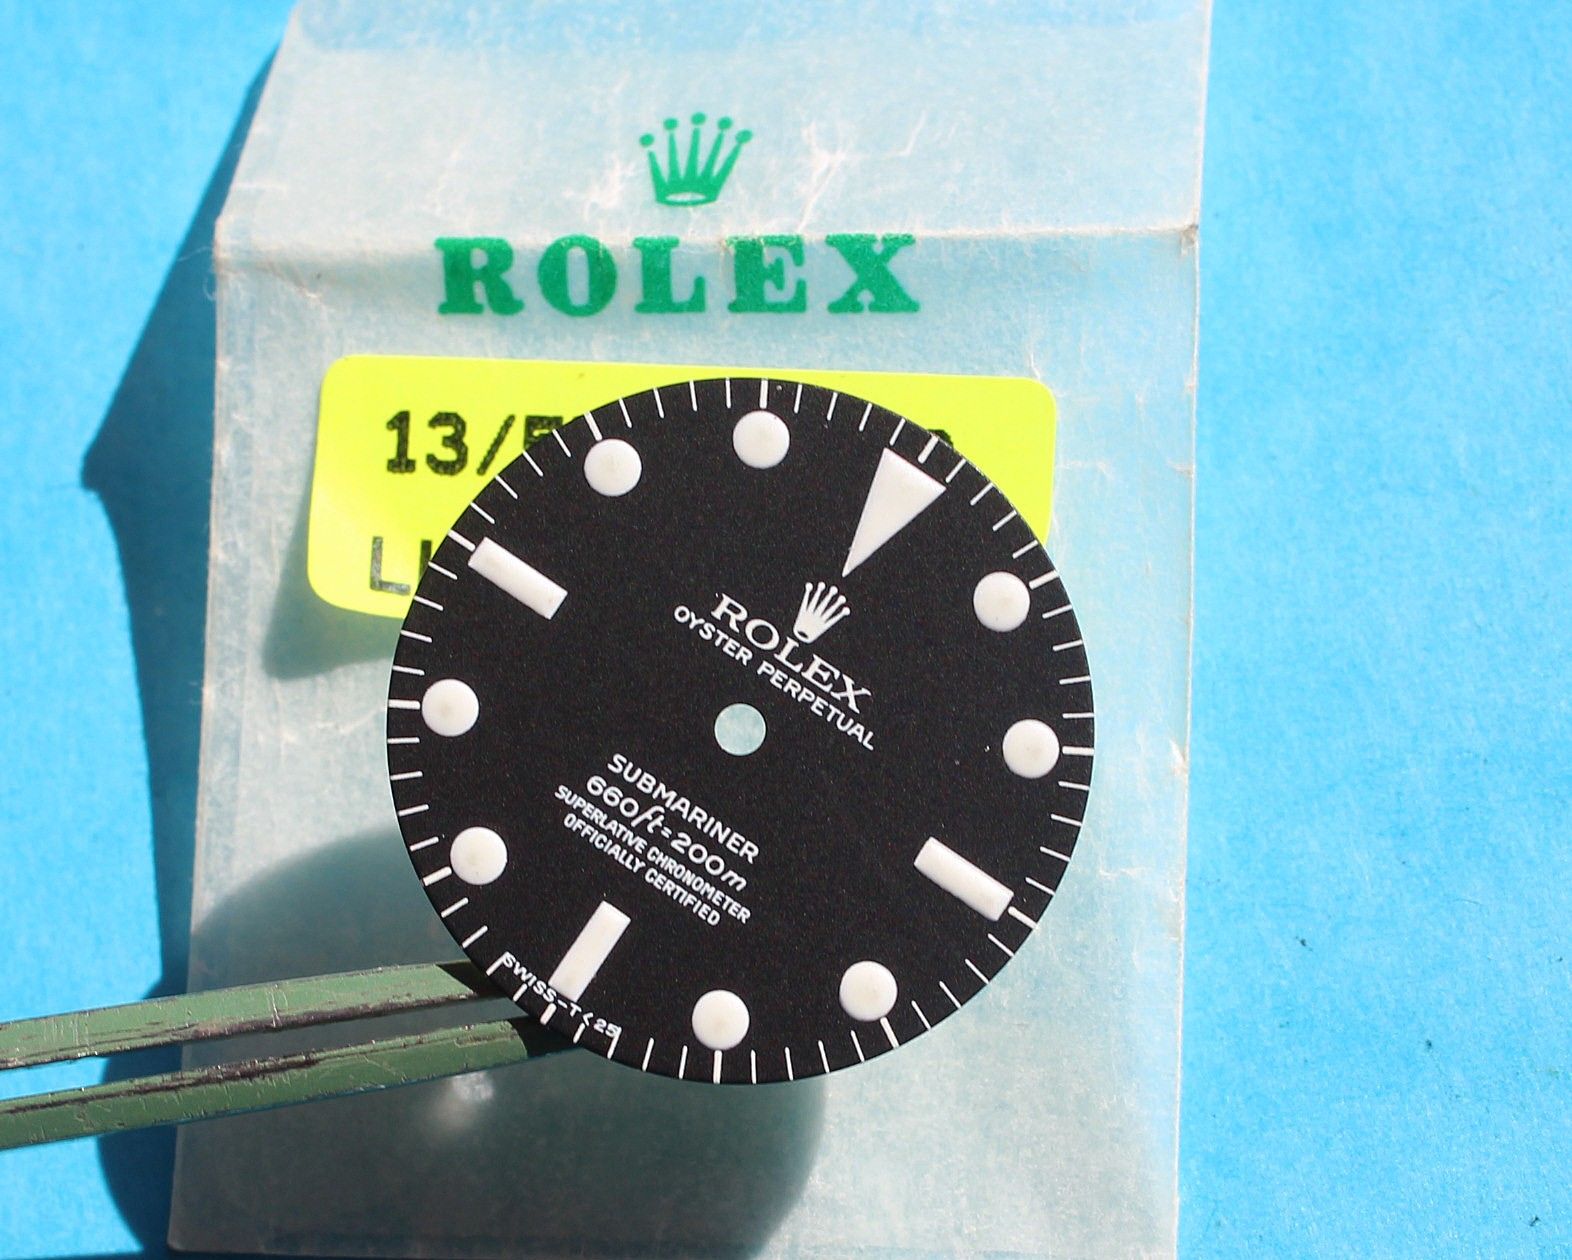 ROLEX
13/5
L
ROLEX
OYSTER PERPETUAL
SUBMARINER
660ft=200m
SUPERLATIVE CHRONOMETER
OFFICIALLY CERTIFIED
SWISS-T<25